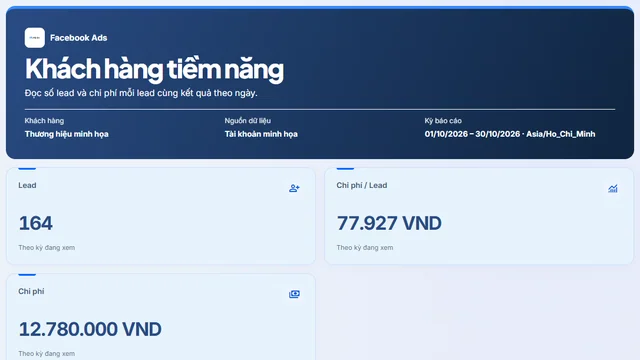 Facebook Ads
Khách hàng tiềm năng
Đọc số lead và chi phí mỗi lead cùng kết quả theo ngày.
Khách hàng
Thương hiệu minh họa
Nguồn dữ liệu
Tài khoản minh họa
Kỳ báo cáo
01/10/2026 – 30/10/2026 · Asia/Ho_Chi_Minh
Lead
164
Theo kỳ đang xem
Chi phí / Lead
77.927 VND
Theo kỳ đang xem
Chi phí
12.780.000 VND
Theo kỳ đang xem